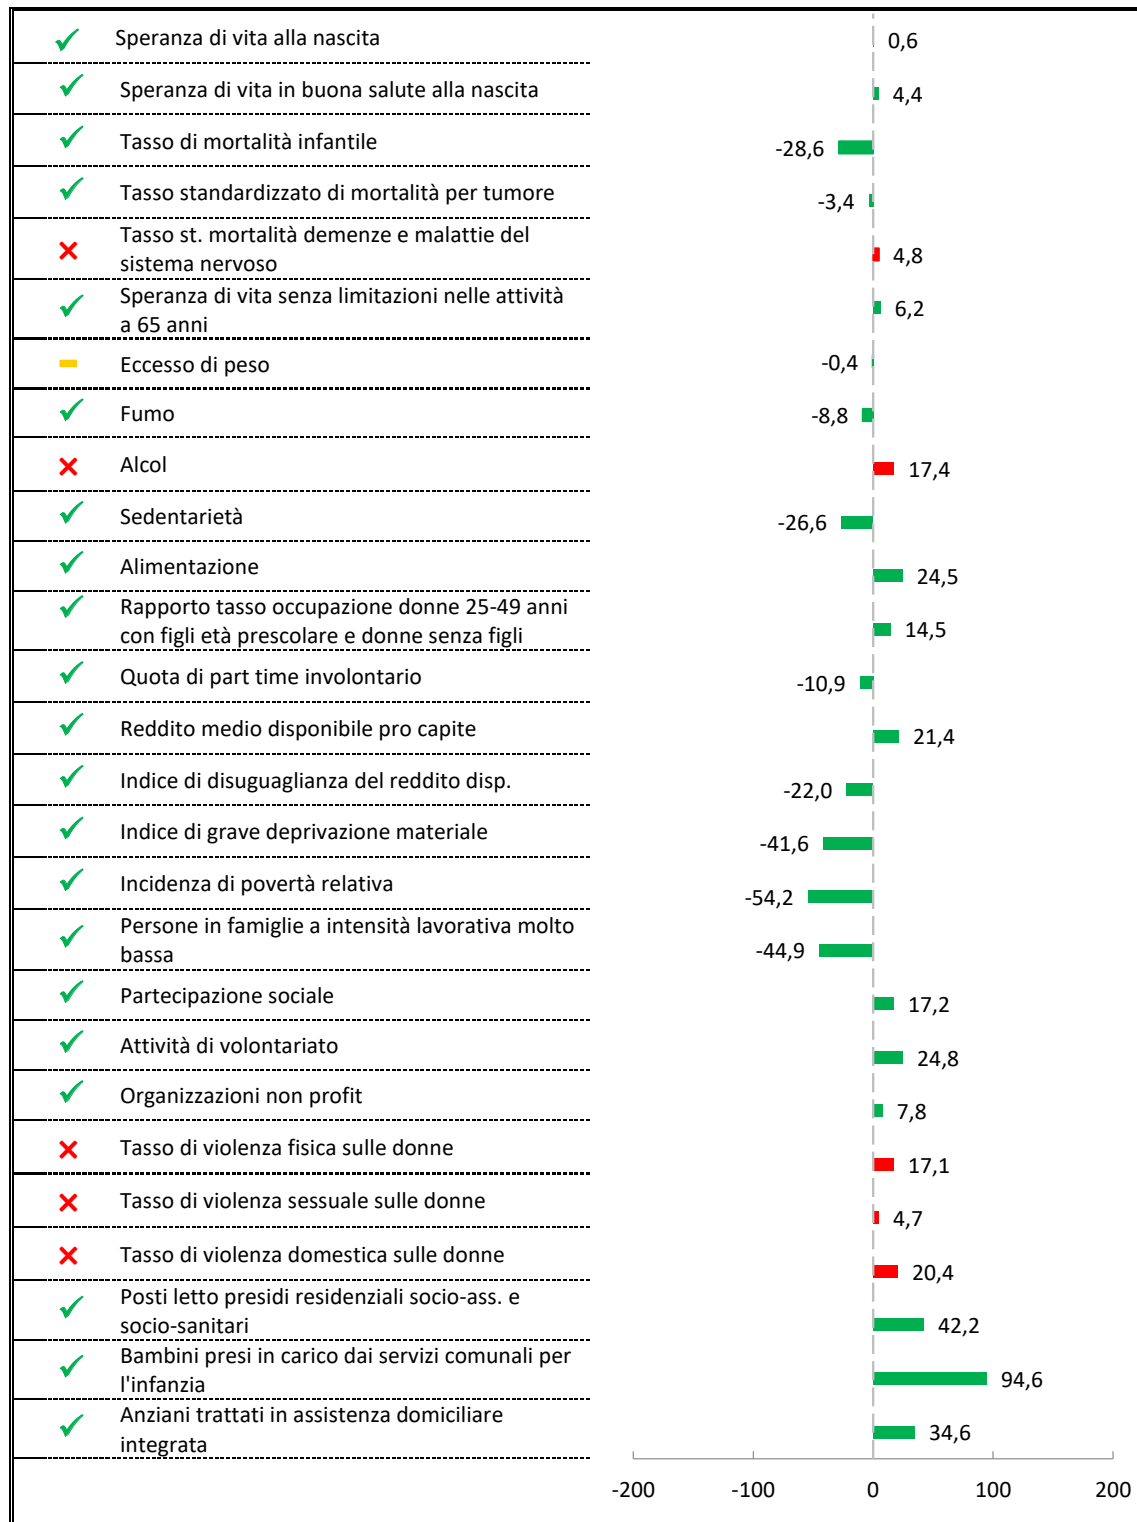 Speranza di vita alla nascita 0,6
Speranza di vita in buona salute alla nascita 4,4
Tasso di mortalità infantile -28,6
Tasso standardizzato di mortalità per tumore -3,4
Tasso st. mortalità demenze e malattie del
sistema nervoso 4,8
Speranza di vita senza limitazioni nelle attività
a 65 anni 6,2
Eccesso di peso -0,4
Fumo -8,8
Alcol 17,4
Sedentarietà -26,6
Alimentazione 24,5
Rapporto tasso occupazione donne 25-49 anni
con figli età prescolare e donne senza figli 14,5
Quota di part time involontario -10,9
Reddito medio disponibile pro capite 21,4
Indice di disuguaglianza del reddito disp. -22,0
Indice di grave deprivazione materiale -41,6
Incidenza di povertà relativa -54,2
Persone in famiglie a intensità lavorativa molto
bassa -44,9
Partecipazione sociale 17,2
Attività di volontariato 24,8
Organizzazioni non profit 7,8
Tasso di violenza fisica sulle donne 17,1
Tasso di violenza sessuale sulle donne 4,7
Tasso di violenza domestica sulle donne 20,4
Posti letto presidi residenziali socio-ass. e
socio-sanitari 42,2
Bambini presi in carico dai servizi comunali per
l'infanzia 94,6
Anziani trattati in assistenza domiciliare
integrata 34,6
-200 -100 0 100 200